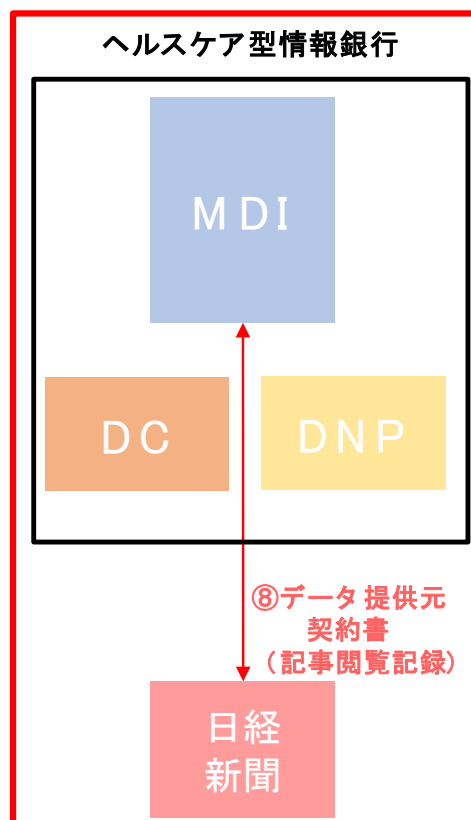 ヘルスケア型情報銀行
MDI
DC
DNP
⑧データ提供元
契約書
（記事閲覧記録）
日経
新聞